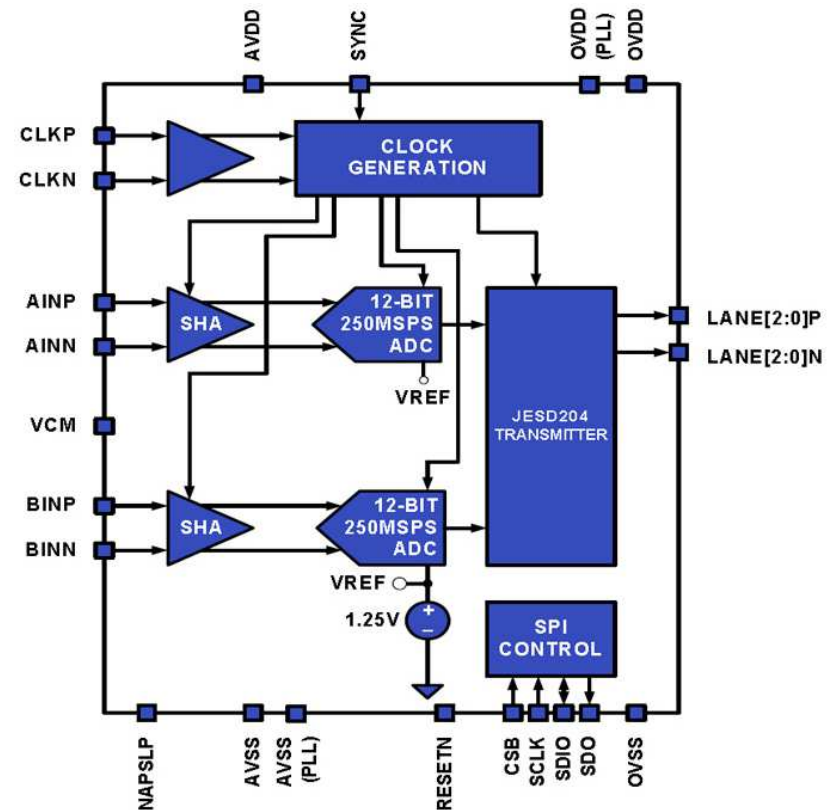 AVDD
SYNC
OVDD
(PLL)
OVDD
CLKP
CLKN
CLOCK
GENERATION
AINP
AINN
SHA
12-BIT
250MSPS
ADC
VREF
LANE[2:0]P
LANE[2:0]N
JESD204
TRANSMITTER
VCM
BINP
BINN
SHA
12-BIT
250MSPS
ADC
VREF
1.25V
+
–
SPI
CONTROL
NAPSLP
AVSS
AVSS
(PLL)
RESETN
CSB
SCLK
SDIO
SDO
OVSS